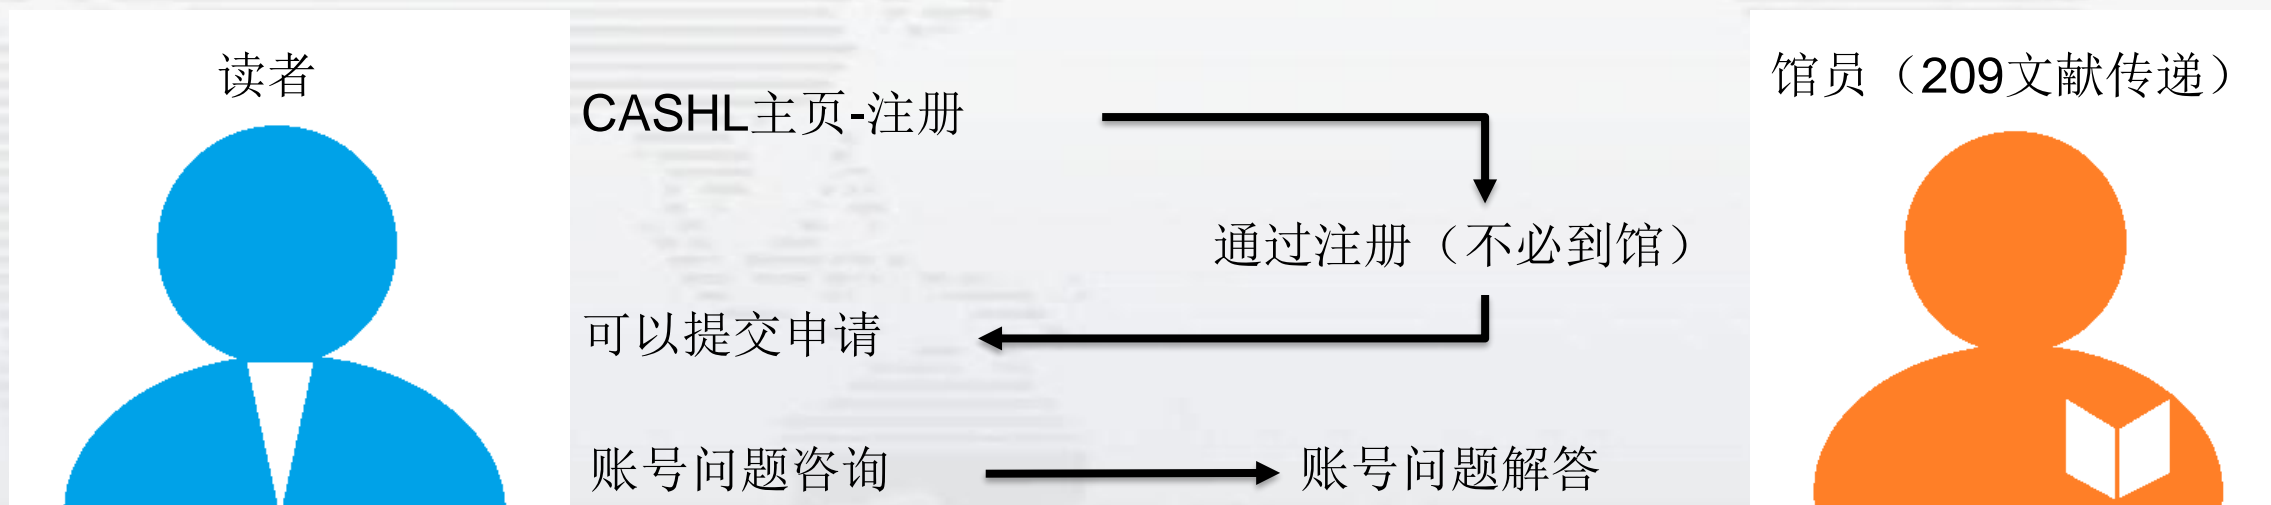 读者
馆员（209文献传递）
CASHL主页-注册
通过注册（不必到馆）
可以提交申请
账号问题咨询
账号问题解答